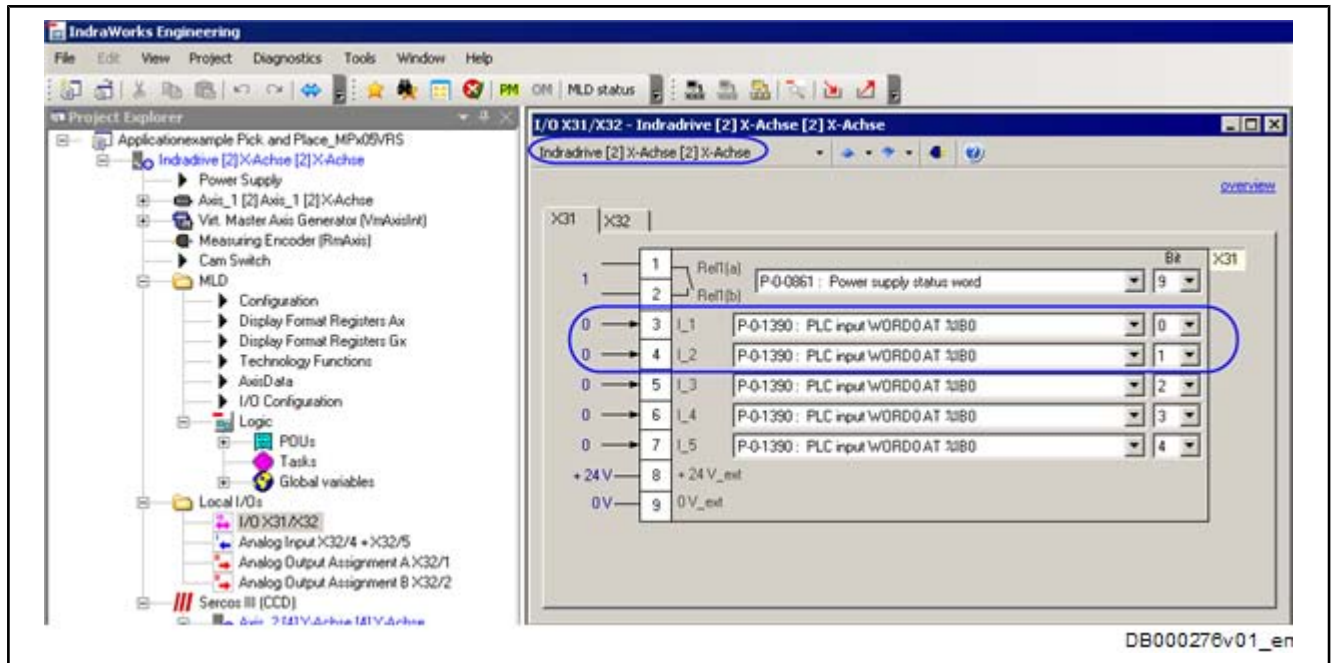 IndraWorks Engineering
File Edit View Project Diagnostics Tools Window Help
PM OM MLD status
Project Explorer
Applicationexample Pick and Place_MPx05VRS
Indradrive [2] X-Achse [2] X-Achse
Power Supply
Axis_1 [2] Axis_1 [2] X-Achse
Virt. Master Axis Generator (VmAxisInt)
Measuring Encoder (RmAxis)
Cam Switch
MLD
Configuration
Display Format Registers Ax
Display Format Registers Gx
Technology Functions
AxisData
I/O Configuration
Logic
POUs
Tasks
Global variables
Local I/Os
I/O X31/X32
Analog Input X32/4 + X32/5
Analog Output Assignment A X32/1
Analog Output Assignment B X32/2
Sercos III (CCD)
Axis_2 [4] Y-Achse [4] Y-Achse
I/O X31/X32 - Indradrive [2] X-Achse [2] X-Achse
Indradrive [2] X-Achse [2] X-Achse
overview
X31 X32
Bit X31
1 1 Rel1(a)
P-0-0861 : Power supply status word 9
2 Rel1(b)
0 3 I_1 P-0-1390 : PLC input WORD0 AT %IB0 0
0 4 I_2 P-0-1390 : PLC input WORD0 AT %IB0 1
0 5 I_3 P-0-1390 : PLC input WORD0 AT %IB0 2
0 6 I_4 P-0-1390 : PLC input WORD0 AT %IB0 3
0 7 I_5 P-0-1390 : PLC input WORD0 AT %IB0 4
+ 24 V 8 + 24 V_ext
0 V 9 0 V_ext
DB000276v01_en